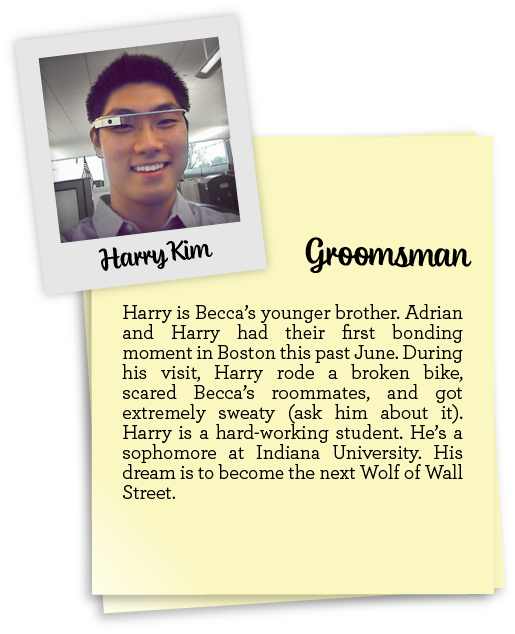 Harry Kim
Groomsman
Harry is Becca’s younger brother. Adrian
and Harry had their first bonding
moment in Boston this past June. During
his visit, Harry rode a broken bike,
scared Becca’s roommates, and got
extremely sweaty (ask him about it).
Harry is a hard-working student. He’s a
sophomore at Indiana University. His
dream is to become the next Wolf of Wall
Street.